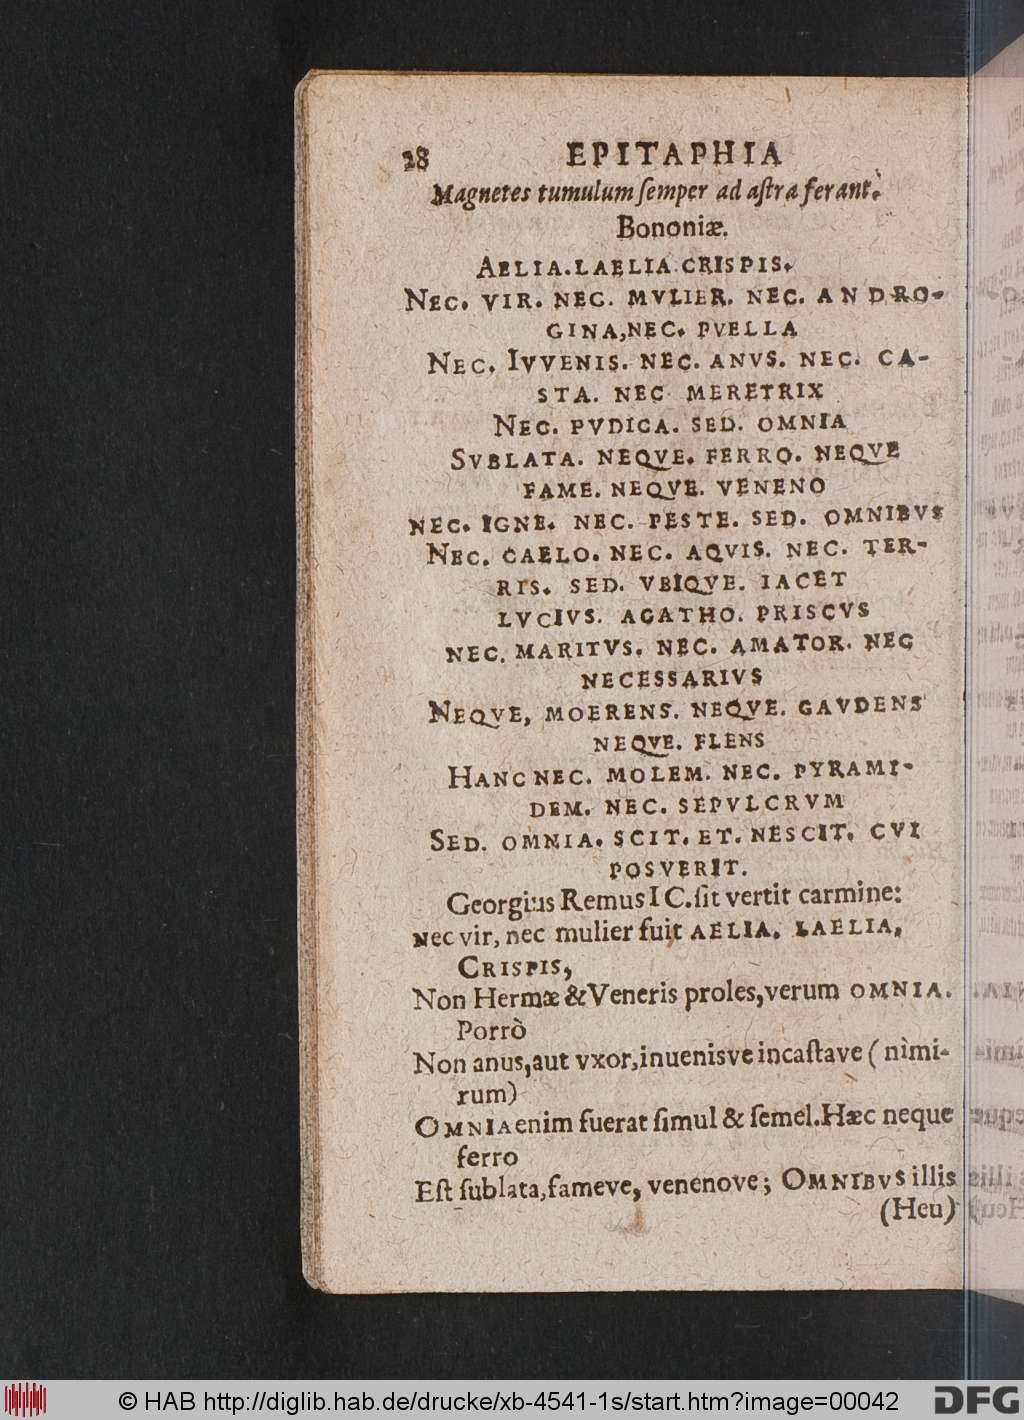 28 EPITAPHIA
Magnetes tumulum ſemper ad aſtra ferant.
Bononiæ.
AELIA. LAELIA CRISPIS.
NEC. VIR. NEC. MVLIER. NEC. ANDRO-
GINA, NEC. PVELLA
NEC. IVVENIS. NEC. ANVS. NEC. CA-
STA. NEC MERETRIX
NEC. PVDICA. SED. OMNIA
SVBLATA. NEQVE. FERRO. NEQVE
FAME. NEQVE. VENENO
NEC. IGNE. NEC. PESTE. SED. OMNIBVS
NEC. CAELO. NEC. AQVIS. NEC. TER-
RIS. SED. VBIQVE. IACET
LVCIVS. AGATHO. PRISCVS
NEC. MARITVS. NEC. AMATOR. NEC
NECESSARIVS
NEQVE, MOERENS. NEQVE. GAVDENS
NEQVE. FLENS
HANC NEC. MOLEM. NEC. PYRAMI-
DEM. NEC. SEPVLCRVM
SED. OMNIA. SCIT. ET. NESCIT. CVI
POSVERIT.
Georgius Remus I C. ſit vertit carmine:
Nec vir, nec mulier fuit AELIA, LAELIA,
CRISPIS,
Non Hermæ & Veneris proles, verum OMNIA.
Porrò
Non anus, aut vxor, inuenisve incaſtave (nìmi-
rum)
OMNIA enim fuerat ſimul & ſemel. Hæc neque
ferro
Eſt ſublata, fameve, venenove; OMNIBVS illis
(Heu)
© HAB http://diglib.hab.de/drucke/xb-4541-1s/start.htm?image=00042
DFG